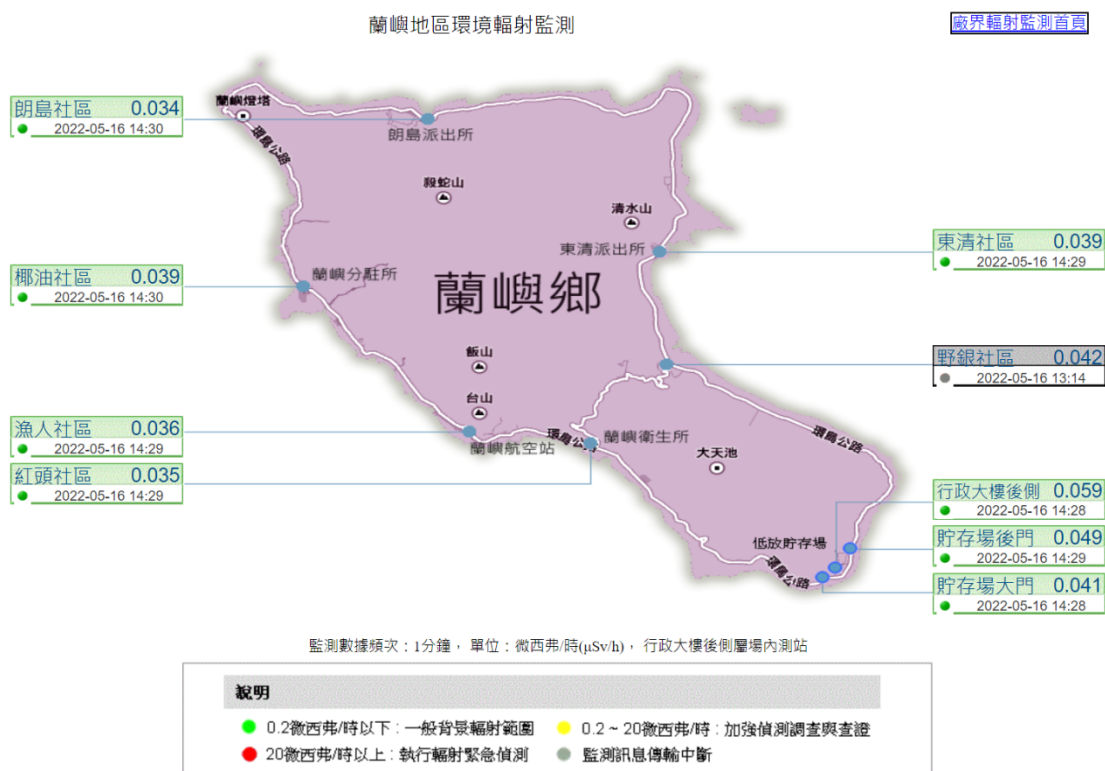 蘭嶼地區環境輻射監測
廠界輻射監測首頁
朗島社區 0.034
2022-05-16 14:30
蘭嶼燈塔
環島公路
朗島派出所
殺蛇山
清水山
東清派出所
東清社區 0.039
2022-05-16 14:29
椰油社區 0.039
2022-05-16 14:30
蘭嶼分駐所
蘭嶼鄉
飯山
台山
野銀社區 0.042
2022-05-16 13:14
漁人社區 0.036
2022-05-16 14:29
紅頭社區 0.035
2022-05-16 14:29
蘭嶼航空站
環島公路
蘭嶼衛生所
大天池
環島公路
行政大樓後側 0.059
2022-05-16 14:28
貯存場後門 0.049
2022-05-16 14:29
貯存場大門 0.041
2022-05-16 14:28
低放貯存場
環島公路
監測數據頻次：1分鐘， 單位：微西弗/時(μSv/h)， 行政大樓後側屬場內測站
說明
0.2微西弗/時以下：一般背景輻射範圍
0.2 ~ 20微西弗/時：加強偵測調查與查證
20微西弗/時以上：執行輻射緊急偵測
監測訊息傳輸中斷